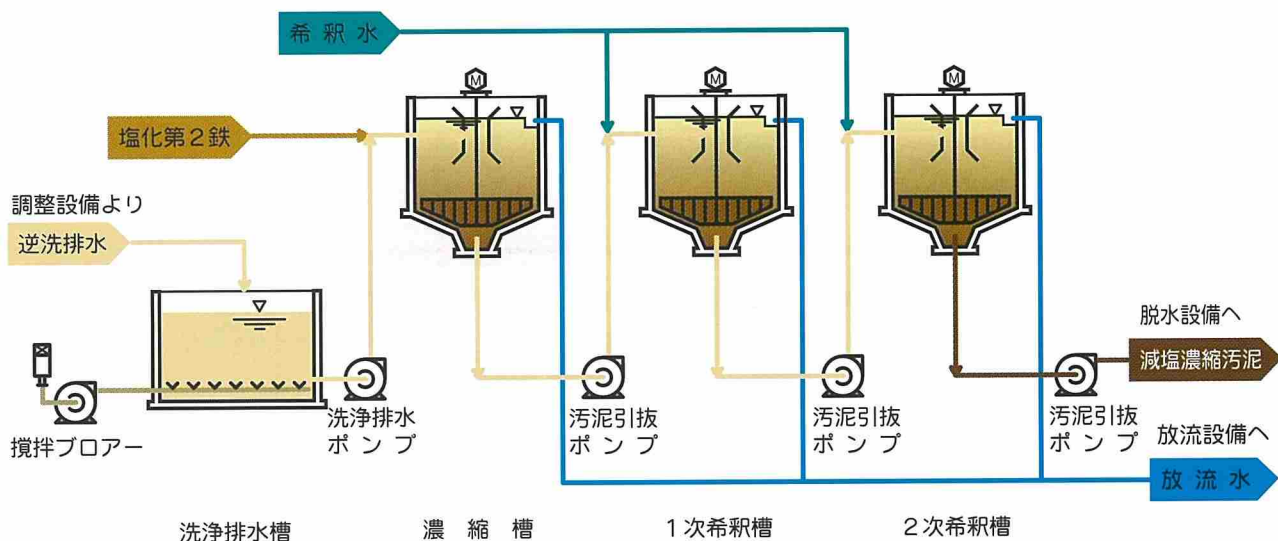 希釈水
M
M
M
塩化第2鉄
調整設備より
逆洗排水
脱水設備へ
減塩濃縮汚泥
撹拌ブロアー
洗浄排水
ポンプ
汚泥引抜
ポンプ
汚泥引抜
ポンプ
汚泥引抜
ポンプ
放流設備へ
放流水
洗浄排水槽
濃縮槽
1次希釈槽
2次希釈槽